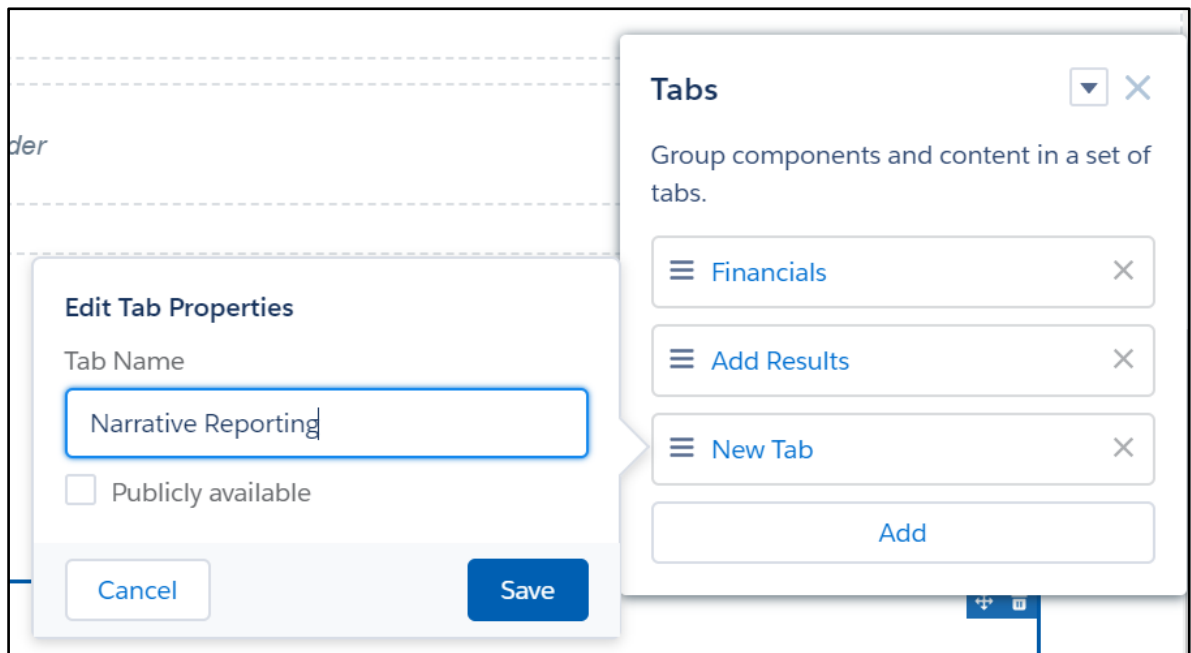 der
Tabs
Group components and content in a set of
tabs.
Financials
Add Results
New Tab
Add
Edit Tab Properties
Tab Name
Narrative Reporting
Publicly available
Cancel
Save